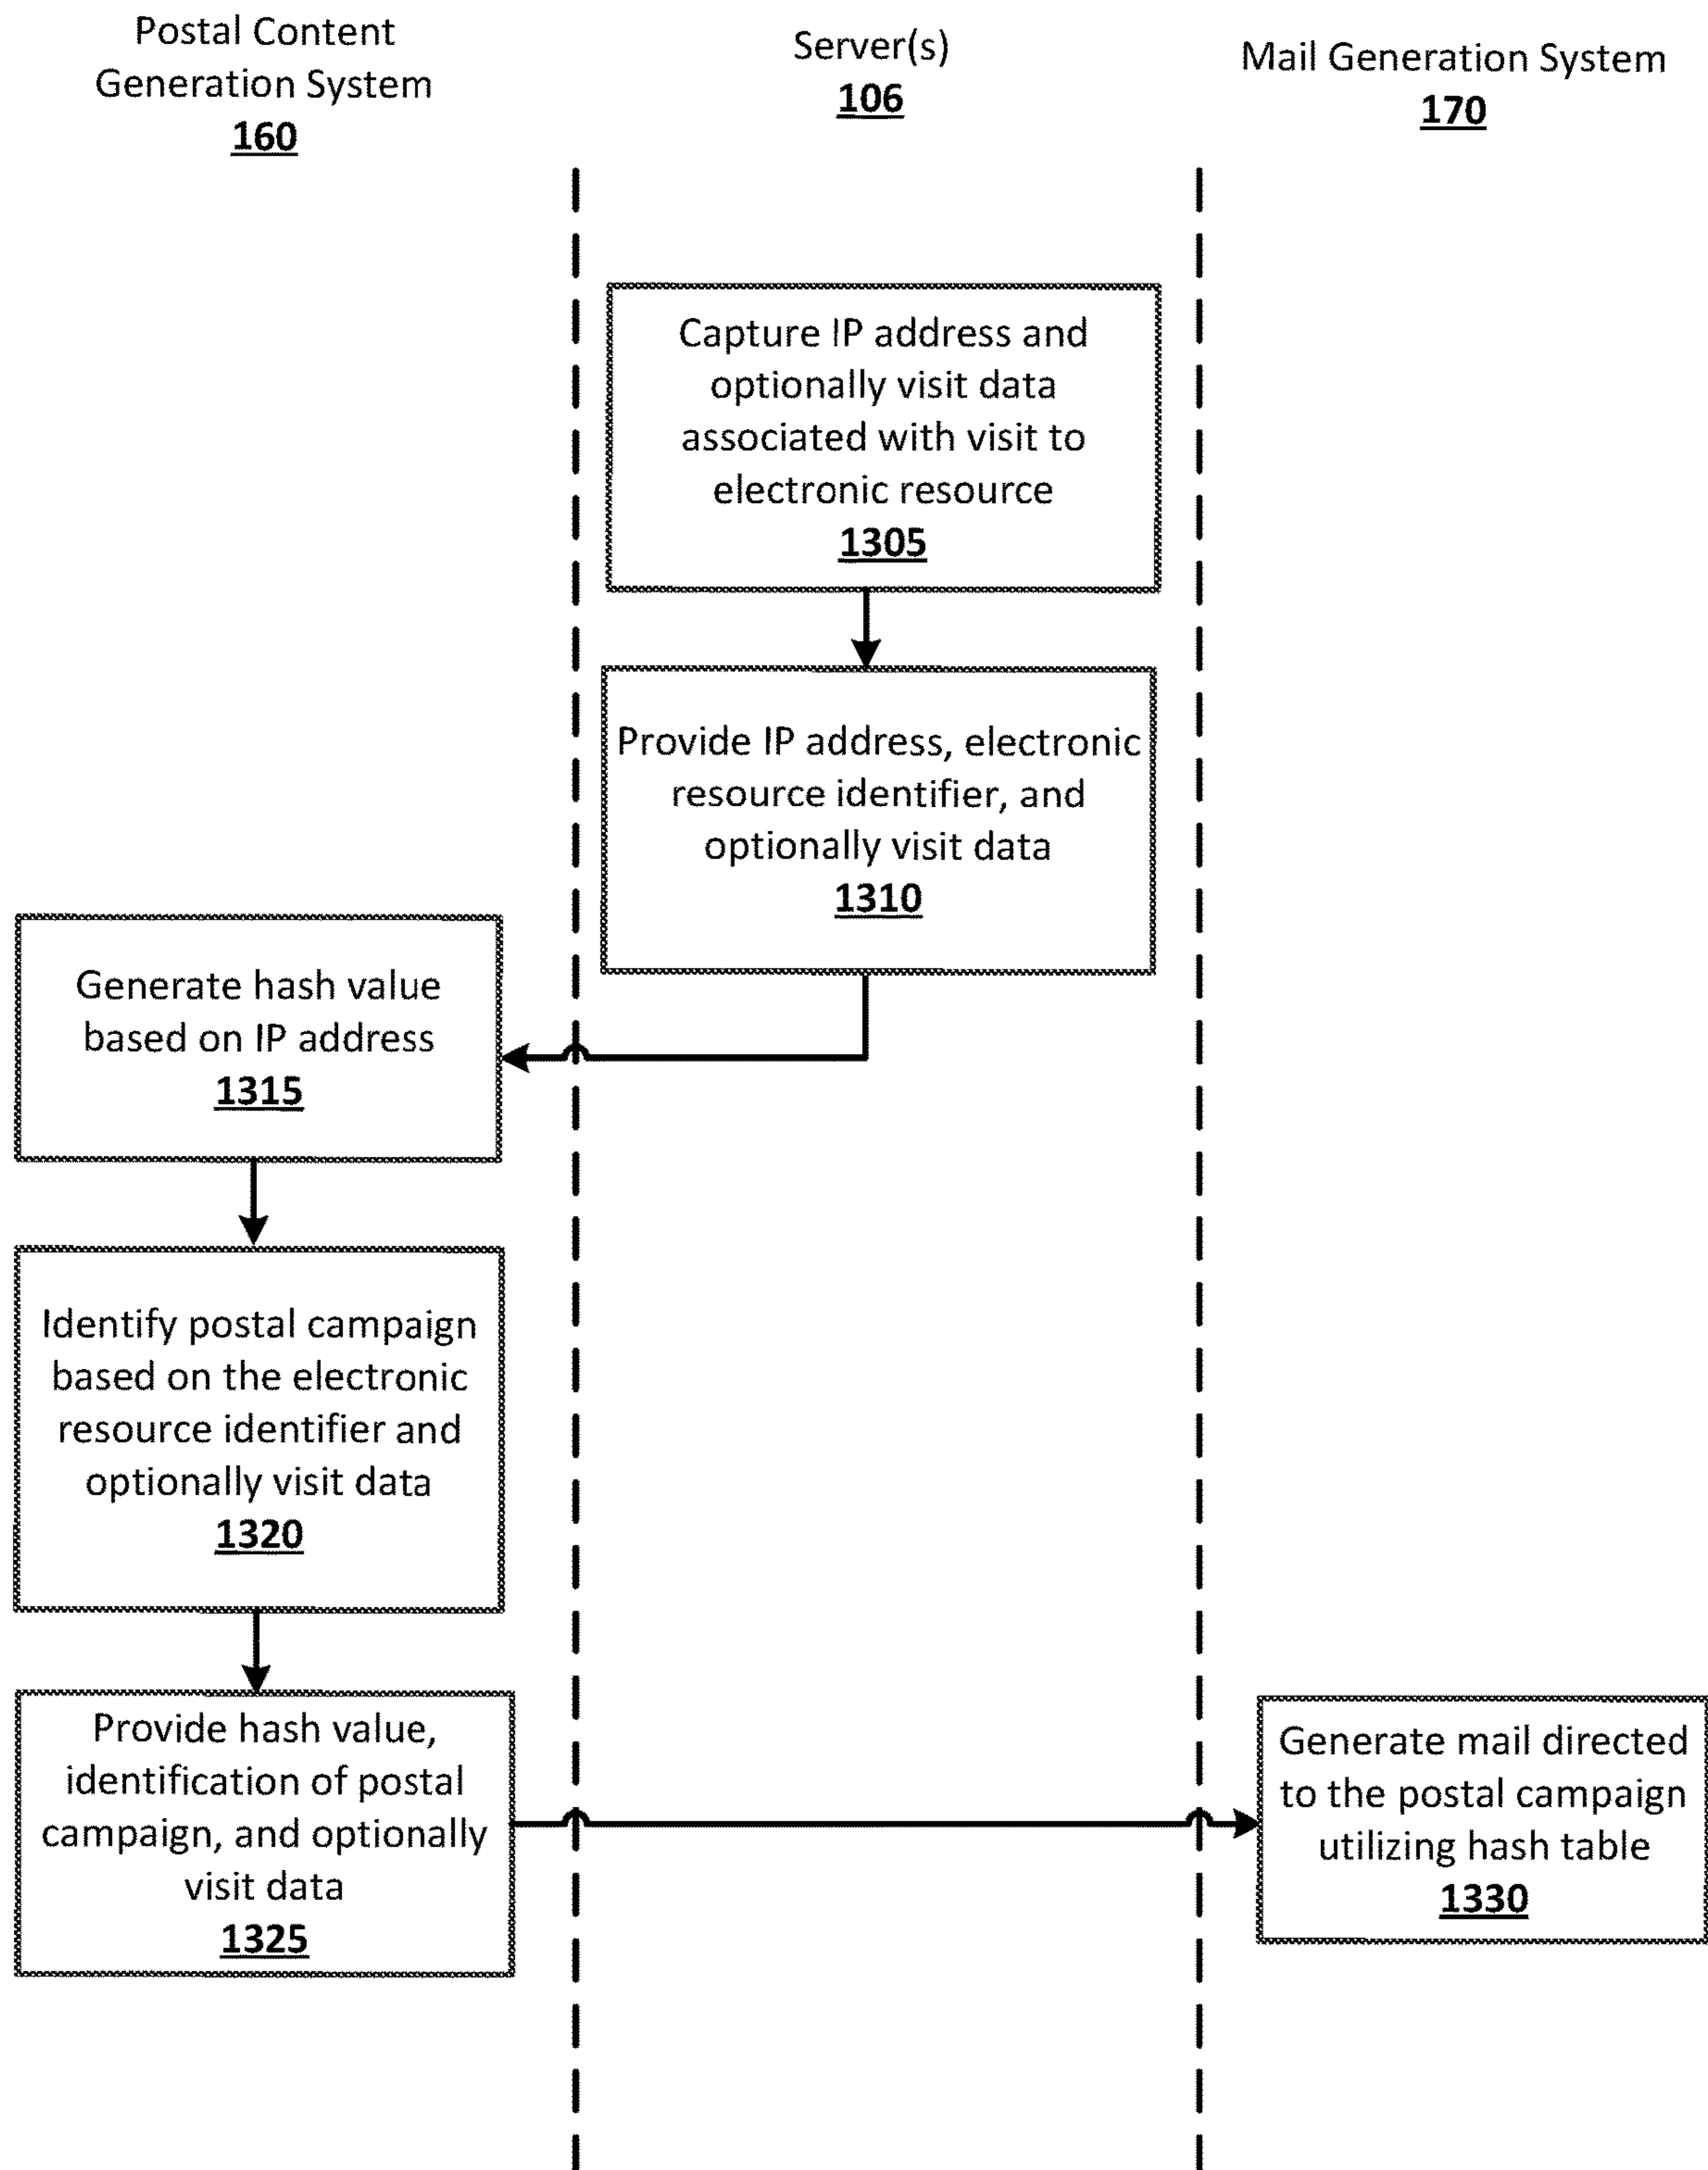 Postal Content
Generation System
160
Server(s)
106
Mail Generation System
170
Capture IP address and
optionally visit data
associated with visit to
electronic resource
1305
Provide IP address, electronic
resource identifier, and
optionally visit data
1310
Generate hash value
based on IP address
1315
Identify postal campaign
based on the electronic
resource identifier and
optionally visit data
1320
Provide hash value,
identification of postal
campaign, and optionally
visit data
1325
Generate mail directed
to the postal campaign
utilizing hash table
1330